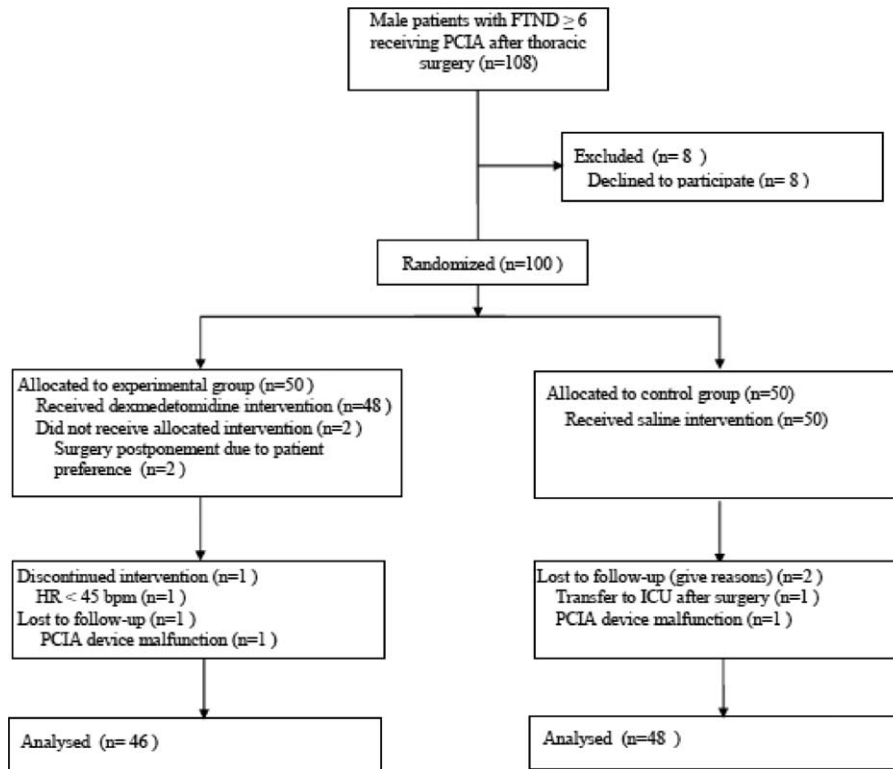 Male patients with FTND ≥ 6
receiving PCIA after thoracic
surgery (n=108)
Excluded (n= 8 )
Declined to participate (n= 8 )
Randomized (n=100 )
Allocated to experimental group (n=50 )
Received dexmedetomidine intervention (n=48 )
Did not receive allocated intervention (n=2 )
Surgery postponement due to patient
preference (n=2 )
Allocated to control group (n=50)
Received saline intervention (n=50)
Discontinued intervention (n=1 )
HR < 45 bpm (n=1 )
Lost to follow-up (n=1 )
PCIA device malfunction (n=1 )
Lost to follow-up (give reasons) (n=2 )
Transfer to ICU after surgery (n=1 )
PCIA device malfunction (n=1 )
Analysed (n= 46 )
Analysed (n=48 )